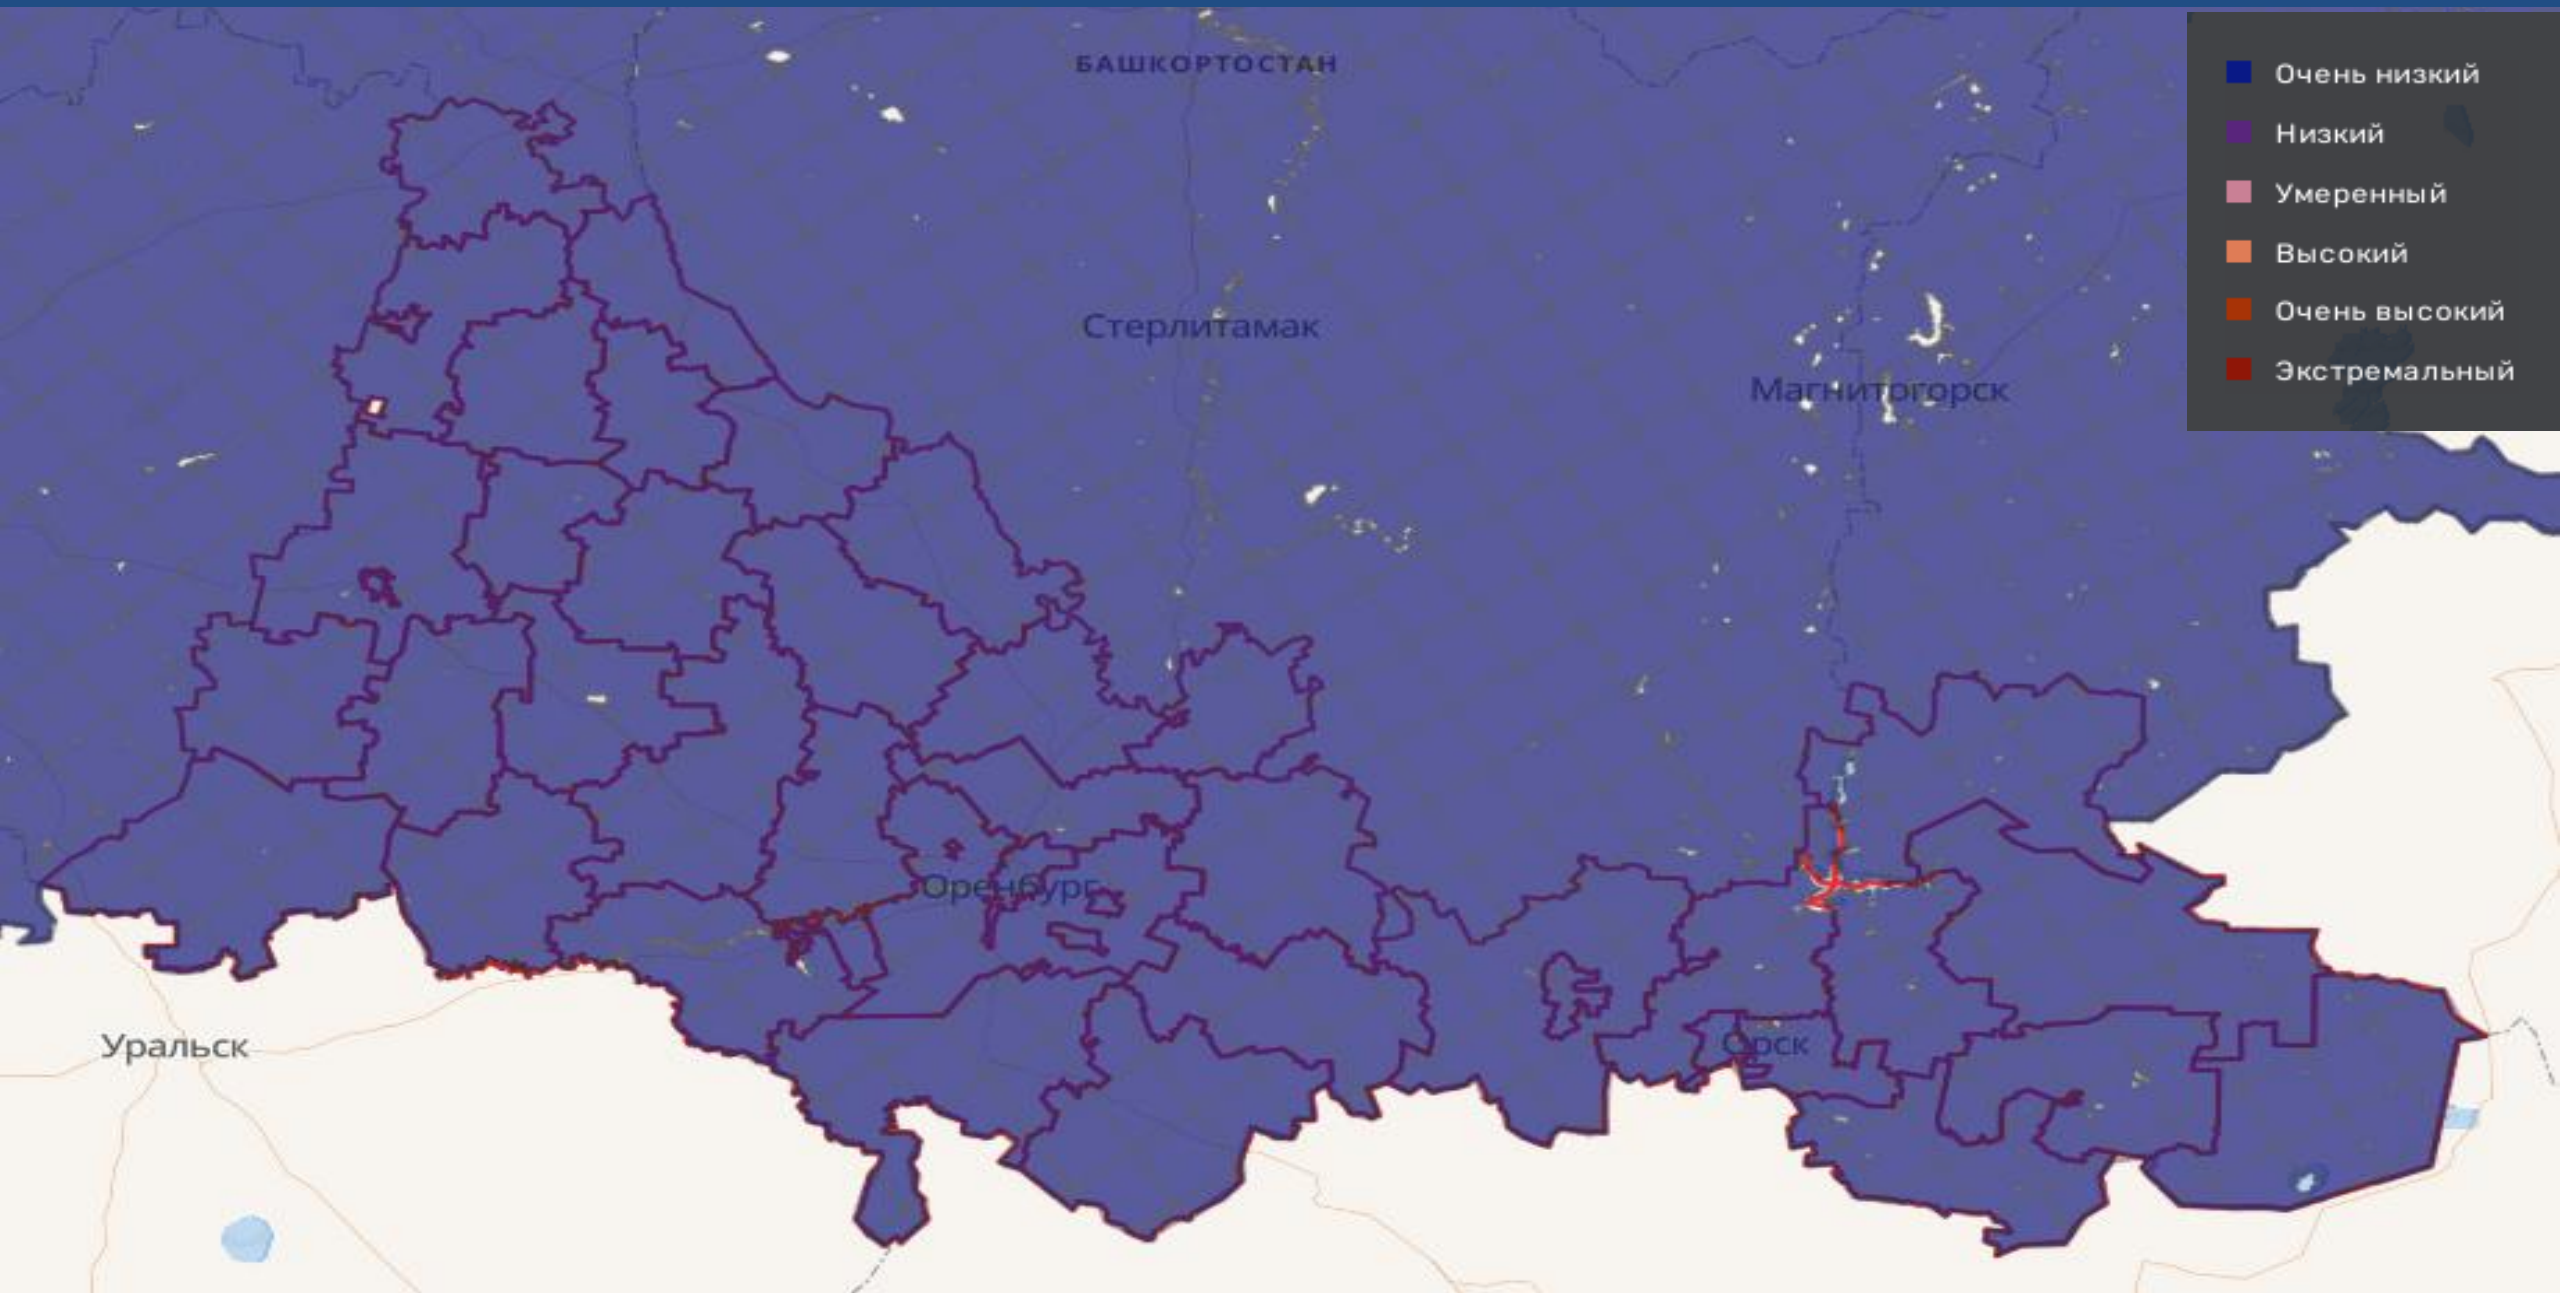 БАШКОРТОСТАН
Очень низкий
Низкий
Умеренный
Высокий
Очень высокий
Экстремальный
Стерлитамак
Магнитогорск
Оренбург
Уральск
Орск